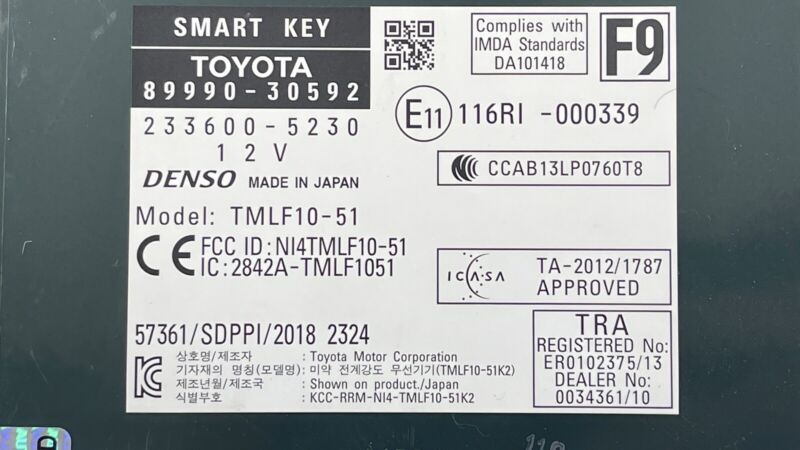 SMART KEY
TOYOTA
89990-30592
233600-5230
12V
DENSO MADE IN JAPAN
Model: TMLF10-51
CE FCC ID: NI4TMLF10-51
IC: 2842A-TMLF1051
57361/SDPPI/2018 2324
상호명/제조자 : Toyota Motor Corporation
기자재의 명칭(모델명): 미약 전계강도 무선기기(TMLF10-51K2)
제조년월/제조국 : Shown on product./Japan
식별부호 : KCC-RRM-NI4-TMLF10-51K2
Complies with
IMDA Standards
DA101418
F9
E11 116RI -000339
CCAB13LP0760T8
ICASA
TA-2012/1787
APPROVED
TRA
REGISTERED No:
ER0102375/13
DEALER No:
0034361/10